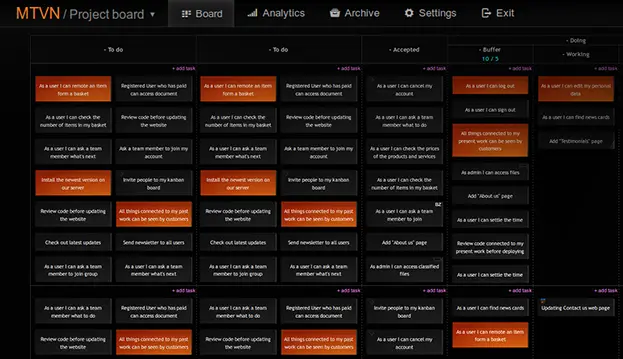 MTVN / Project board
Board
Analytics
Archive
Settings
Exit
- To do
- To do
- Accepted
- Doing
- Buffer
10 / 5
- Working
+ add task
As a user I can remote an item
form a basket
As a user I can check the
number of items in my basket
As a user I can ask a team
member what's next
Install the newest version on
our server
Review code before updating
the website
Check out latest updates
As a user I can ask a team
member to join group
Registered User who has paid
can access document
Review code before updating
the website
Ask a team member to join my
account
Invite people to my kanban
board
All things connected to my past
work can be seen by customers
Send newsletter to all users
As a user I can ask a team
member what's next
+ add task
As a user I can remote an item
form a basket
As a user I can check the
number of items in my basket
As a user I can ask a team
member what's next
Install the newest version on
our server
Review code before updating
the website
Check out latest updates
As a user I can ask a team
member to join group
Registered User who has paid
can access document
Review code before updating
the website
Ask a team member to join my
account
Invite people to my kanban
board
All things connected to my past
work can be seen by customers
Send newsletter to all users
As a user I can ask a team
member what's next
+ add task
As a user I can cancel my
account
As a user I can ask a team
member what to do
As a user I can check the prices
of the products and services
As a user I can check the
number of items in my basket
BZ
As a user I can ask a team
member to join
Add "About us" page
As admin I can access classified
files
+ add task
As a user I can log out
As a user I can sign out
All things connected to my
present work can be seen by
customers
As admin I can access files
Add "About us" page
As a user I can settle the time
Review code connected to my
present work before deploying
As a user I can settle the time
+ add task
As a user I can edit my personal
data
As a user I can find news cards
Add "Testimonials" page
+ add task
As a user I can ask a team
member what to do
Review code before updating
the website
Registered User who has paid
can access document
All things connected to my past
work can be seen by customers
+ add task
As a user I can ask a team
member what to do
Review code before updating
the website
Registered User who has paid
can access document
All things connected to my past
work can be seen by customers
+ add task
Invite people to my kanban
board
As a user I can cancel my
account
+ add task
As a user I can find news cards
As a user I can remote an item
form a basket
+ add task
Updating Contact us web page